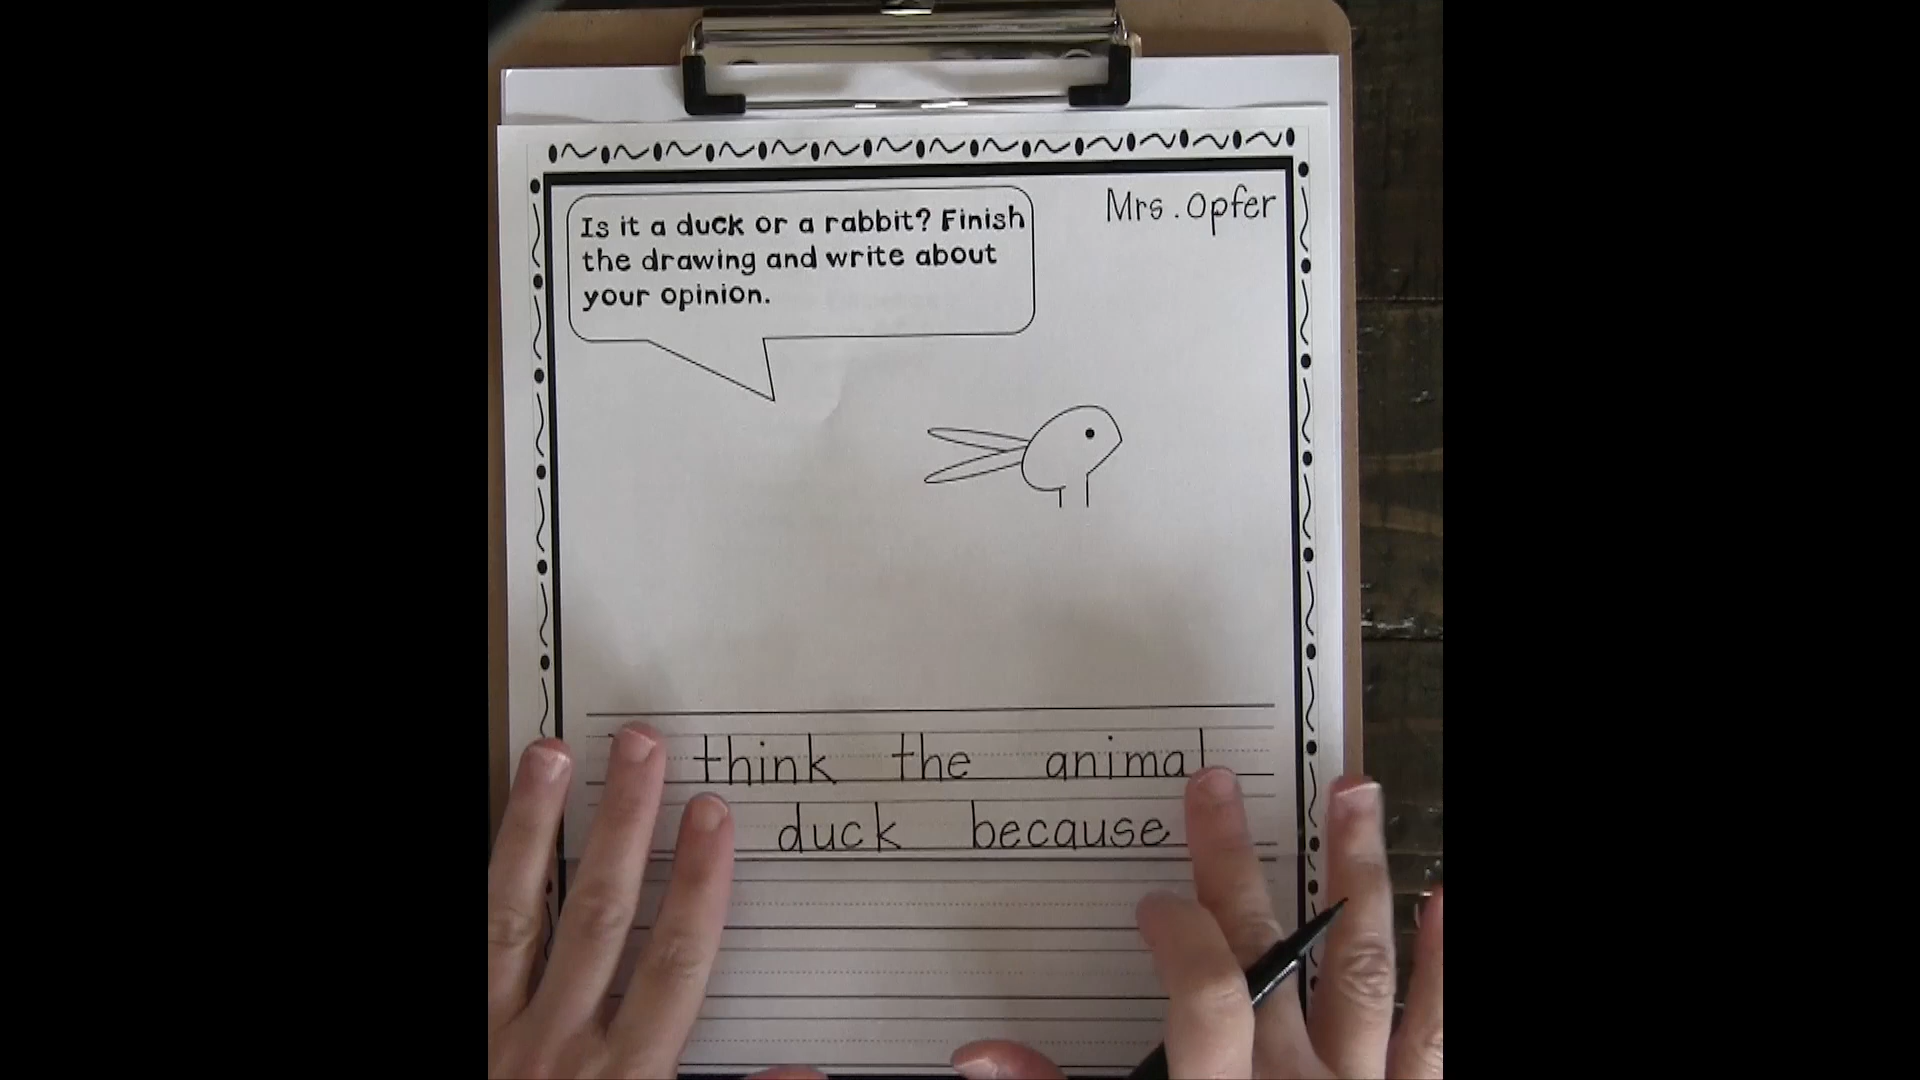 Is it a duck or a rabbit? Finish
the drawing and write about
your opinion.
Mrs. Opfer
think the animal
duck because